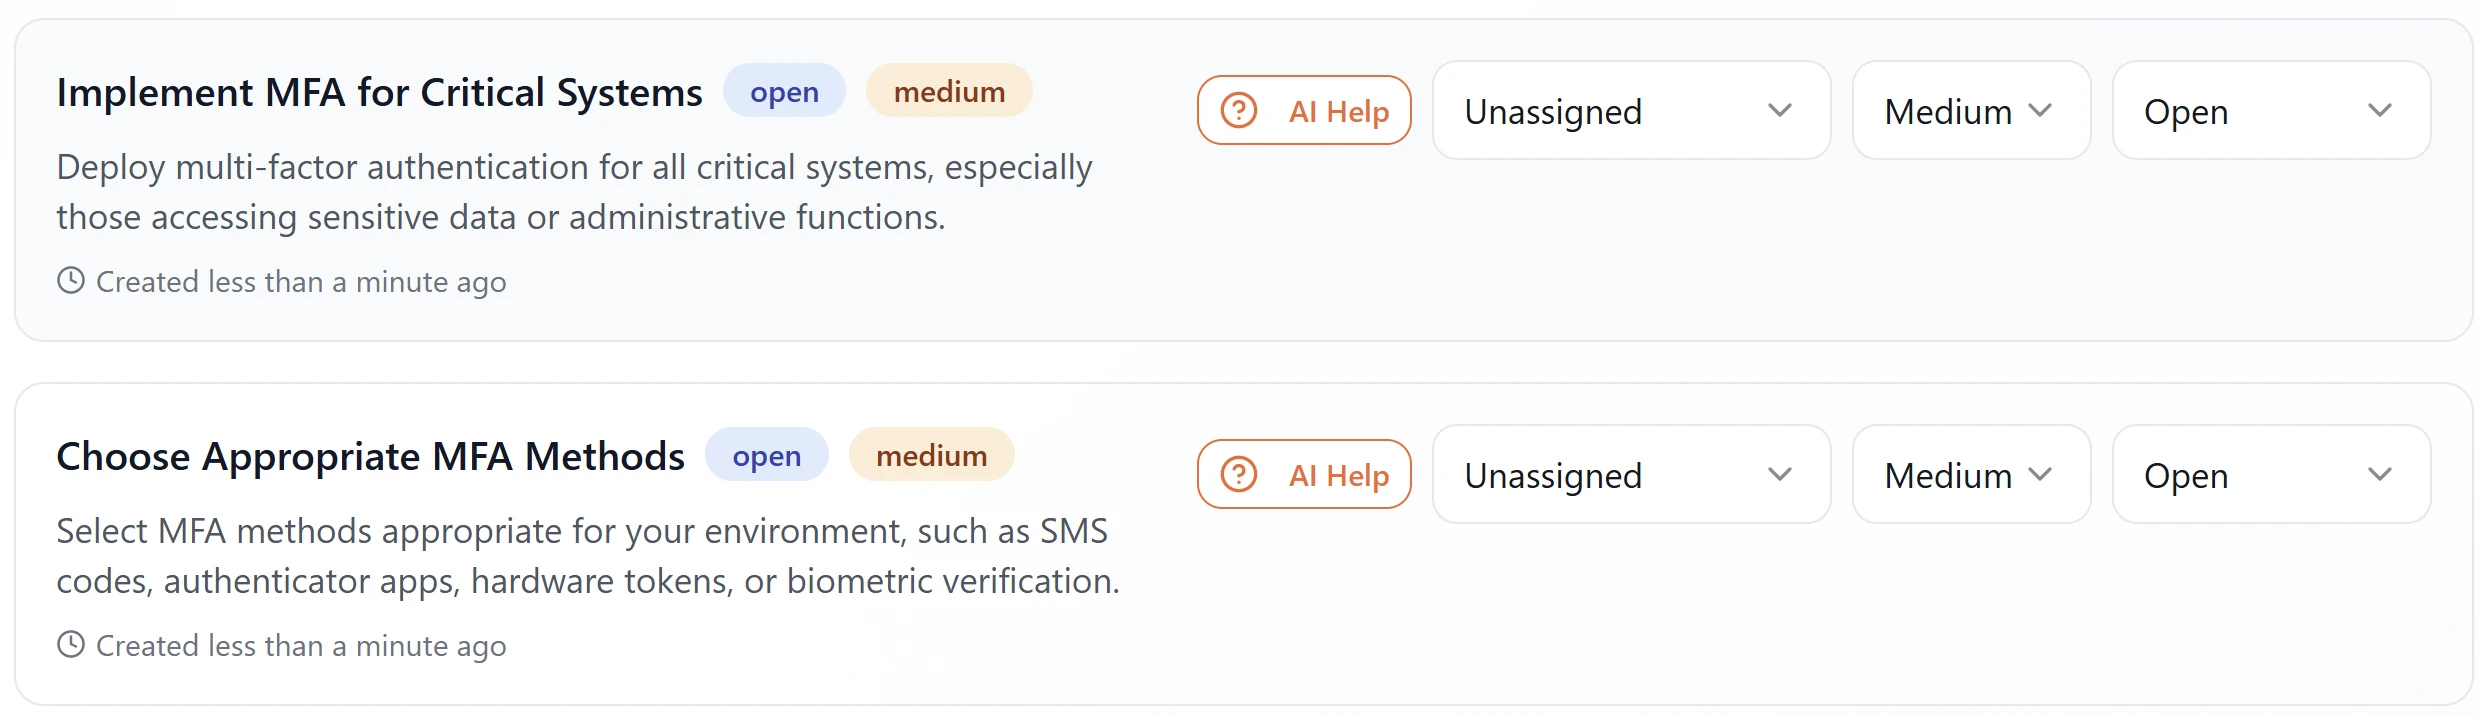 Implement MFA for Critical Systems open medium AI Help Unassigned Medium Open
Deploy multi-factor authentication for all critical systems, especially
those accessing sensitive data or administrative functions.
Created less than a minute ago
Choose Appropriate MFA Methods open medium AI Help Unassigned Medium Open
Select MFA methods appropriate for your environment, such as SMS
codes, authenticator apps, hardware tokens, or biometric verification.
Created less than a minute ago